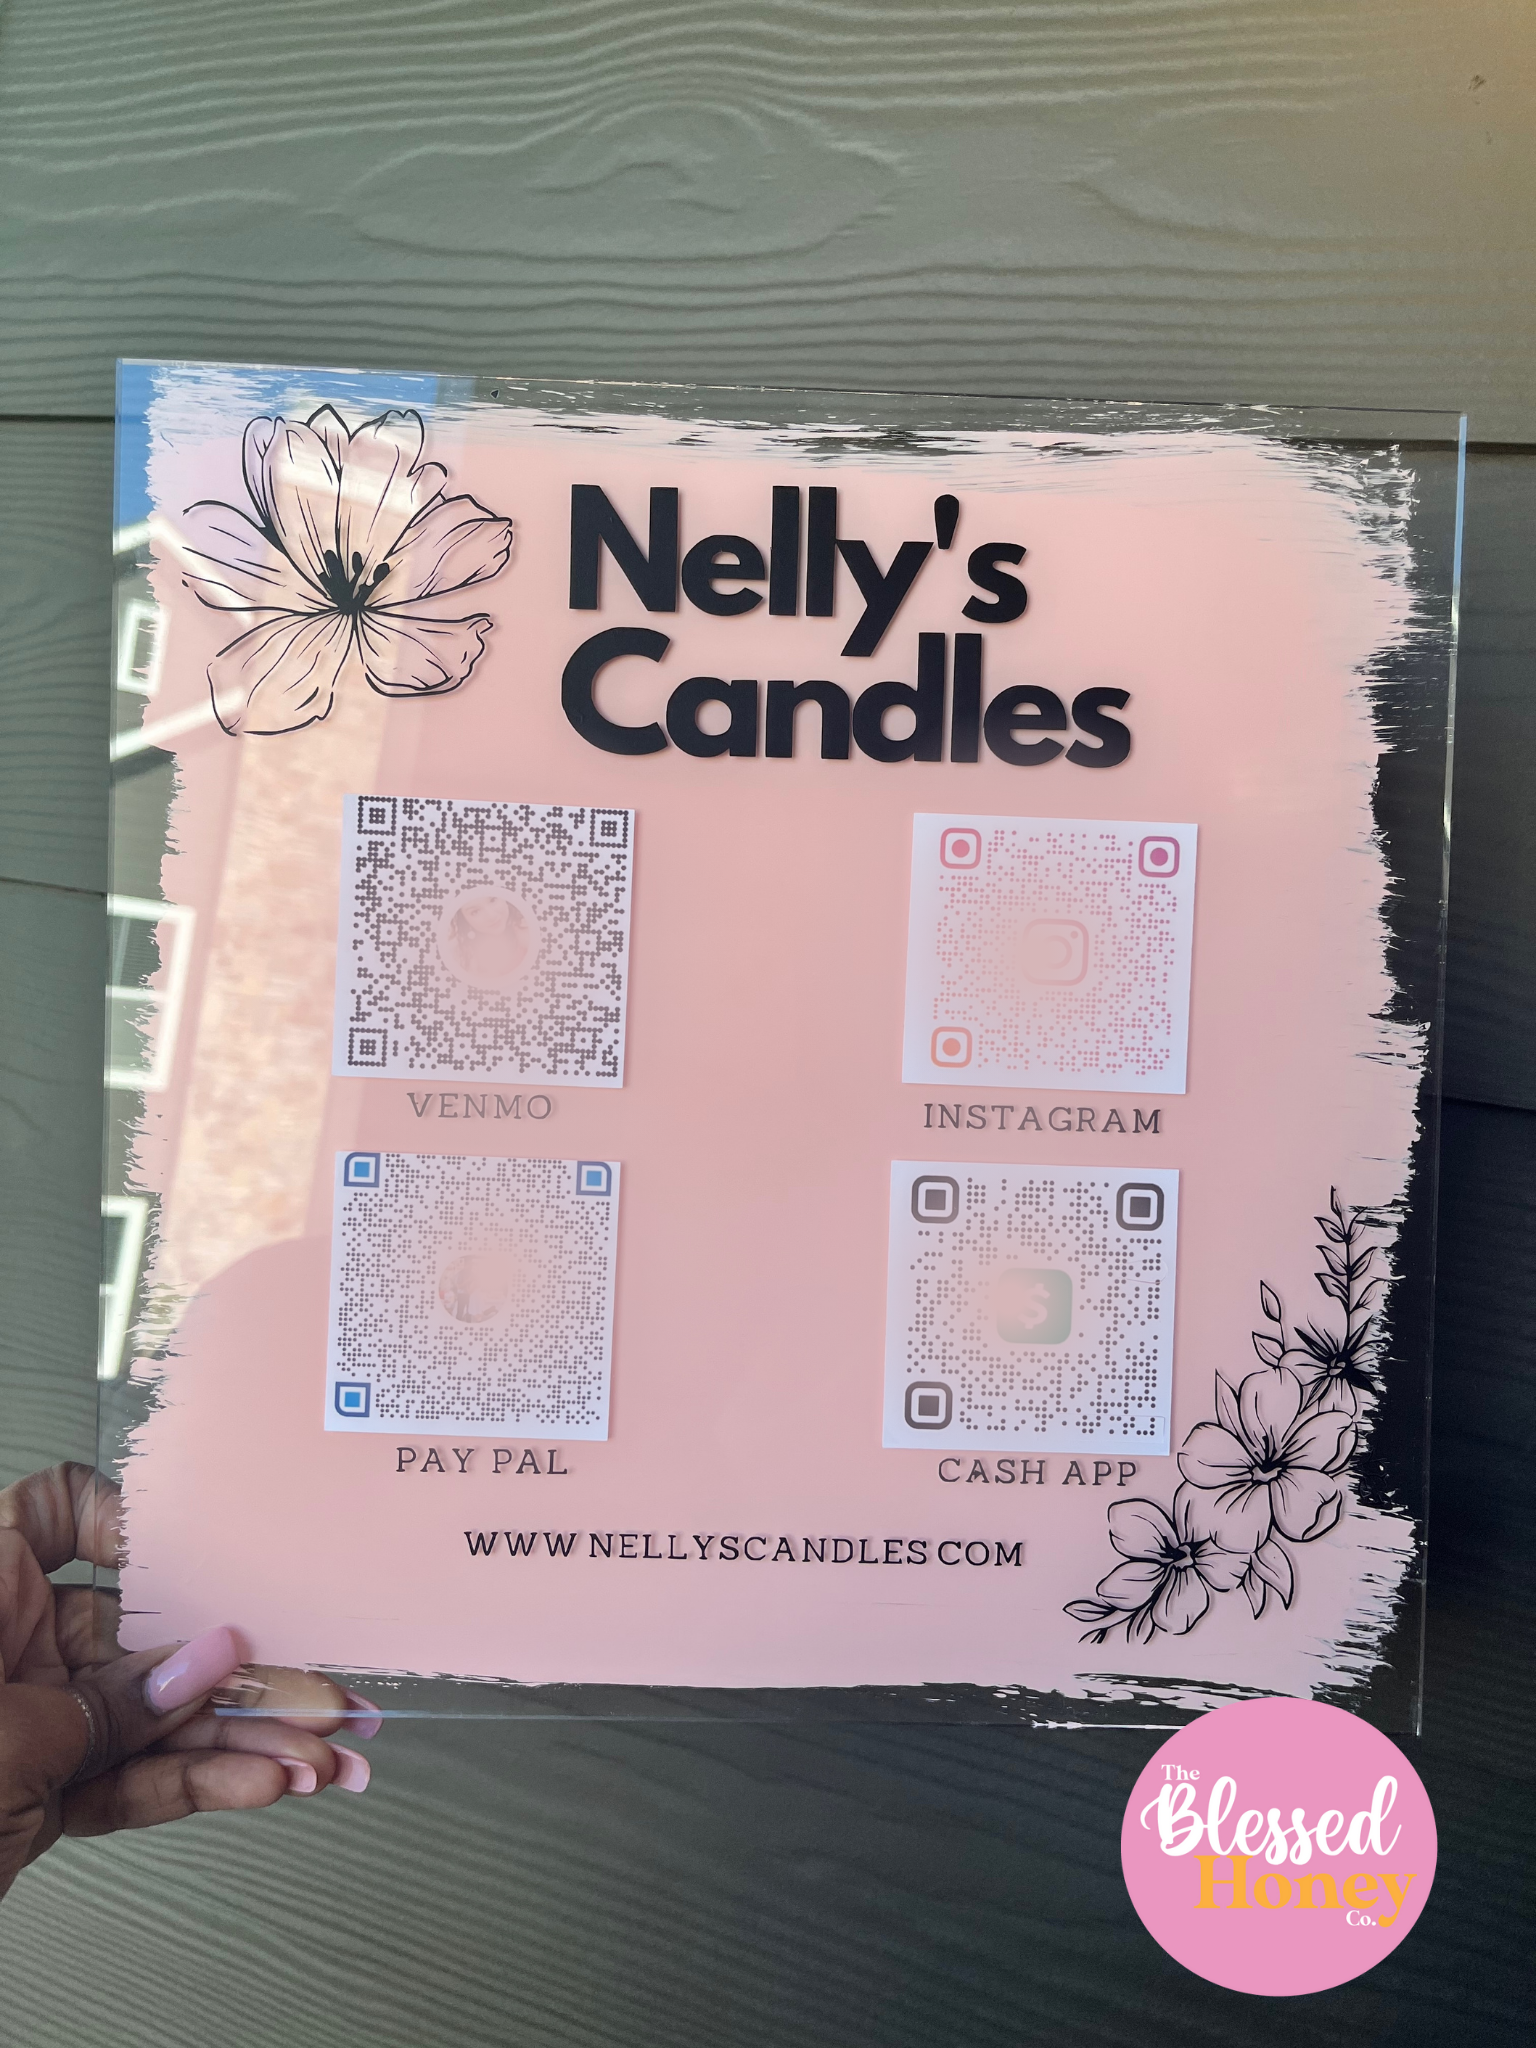 Nelly's
Candles
VENMO
INSTAGRAM
PAY PAL
CASH APP
WWW NELLYSCANDLES COM
The
Blessed
Honey
Co.